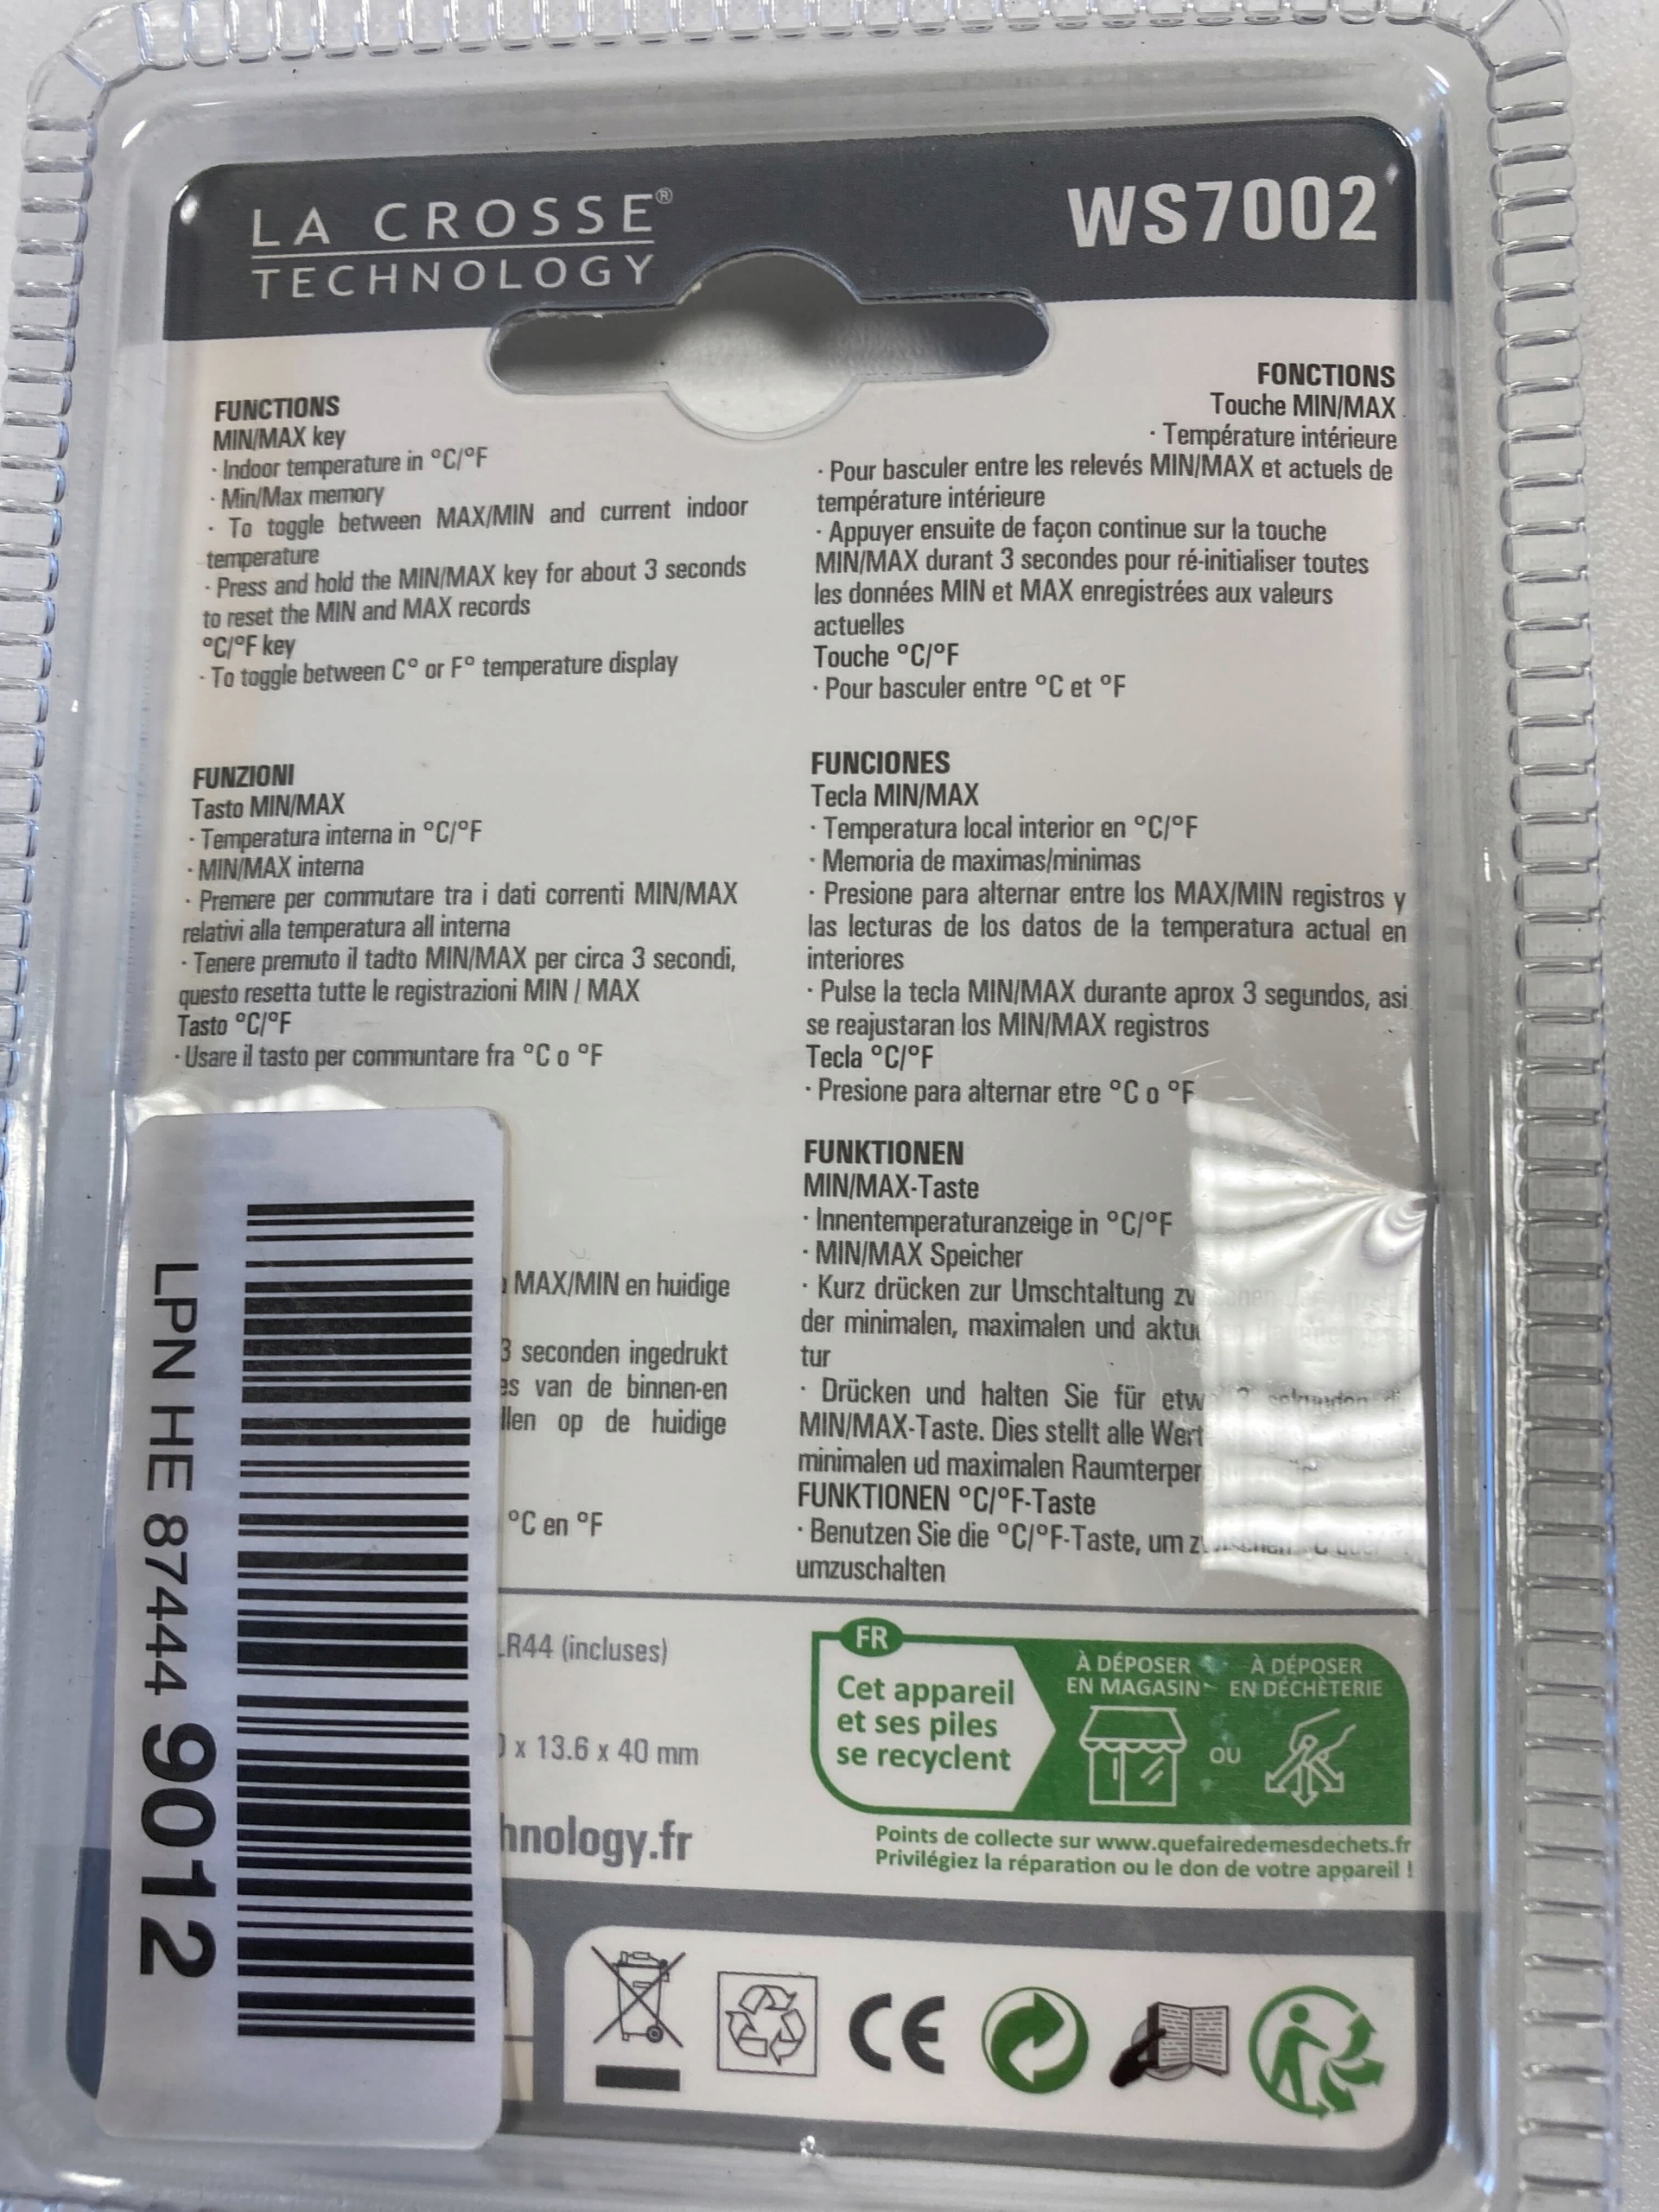 LA CROSSE®
TECHNOLOGY
WS7002
FUNCTIONS
MIN/MAX key
· Indoor temperature in °C/°F
· Min/Max memory
· To toggle between MAX/MIN and current indoor
temperature
· Press and hold the MIN/MAX key for about 3 seconds
to reset the MIN and MAX records
°C/°F key
· To toggle between C° or F° temperature display
FONCTIONS
Touche MIN/MAX
· Température intérieure
· Pour basculer entre les relevés MIN/MAX et actuels de
température intérieure
· Appuyer ensuite de façon continue sur la touche
MIN/MAX durant 3 secondes pour ré-initialiser toutes
les données MIN et MAX enregistrées aux valeurs
actuelles
Touche °C/°F
· Pour basculer entre °C et °F
FUNZIONI
Tasto MIN/MAX
· Temperatura interna in °C/°F
· MIN/MAX interna
· Premere per commutare tra i dati correnti MIN/MAX
relativi alla temperatura all interna
· Tenere premuto il tadto MIN/MAX per circa 3 secondi,
questo resetta tutte le registrazioni MIN / MAX
Tasto °C/°F
· Usare il tasto per communtare fra °C o °F
FUNCIONES
Tecla MIN/MAX
· Temperatura local interior en °C/°F
· Memoria de maximas/minimas
· Presione para alternar entre los MAX/MIN registros y
las lecturas de los datos de la temperatura actual en
interiores
· Pulse la tecla MIN/MAX durante aprox 3 segundos, asi
se reajustaran los MIN/MAX registros
Tecla °C/°F
· Presione para alternar etre °C o °F
MAX/MIN en huidige
3 seconden ingedrukt
van de binnen-en
op de huidige
°C en °F
FUNKTIONEN
MIN/MAX-Taste
· Innentemperaturanzeige in °C/°F
· MIN/MAX Speicher
· Kurz drücken zur Umschtaltung
der minimalen, maximalen und
tur
· Drücken und halten Sie für
MIN/MAX-Taste. Dies stellt alle
minimalen ud maximalen
FUNKTIONEN °C/°F-Taste
· Benutzen Sie die °C/°F-Taste, um
umzuschalten
LR44 (incluses)
x 13.6 x 40 mm
hnology.fr
FR
Cet appareil
et ses piles
se recyclent
À DÉPOSER
EN MAGASIN
OU
À DÉPOSER
EN DÉCHÈTERIE
Points de collecte sur www.quefairedemesdechets.fr
Privilégiez la réparation ou le don de votre appareil !
CE
LPN HE 87444 9012